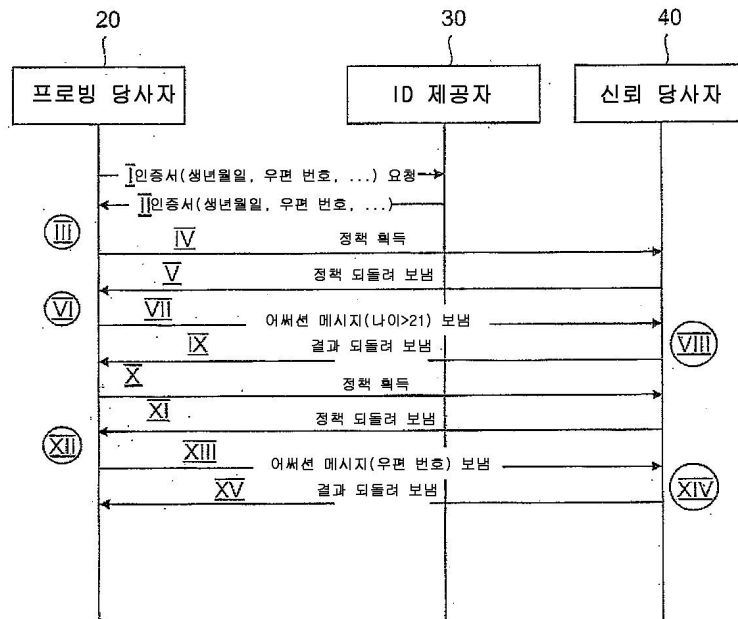 20
30
40
프로빙 당사자
ID 제공자
신뢰 당사자
I인증서(생년월일, 우편 번호, ...) 요청
II인증서(생년월일, 우편 번호, ...)
III
IV 정책 획득
V 정책 되돌려 보냄
VI
VII 어써션 메시지(나이>21) 보냄
VIII
IX 결과 되돌려 보냄
X 정책 획득
XI 정책 되돌려 보냄
XII
XIII 어써션 메시지(우편 번호) 보냄
XIV
XV 결과 되돌려 보냄